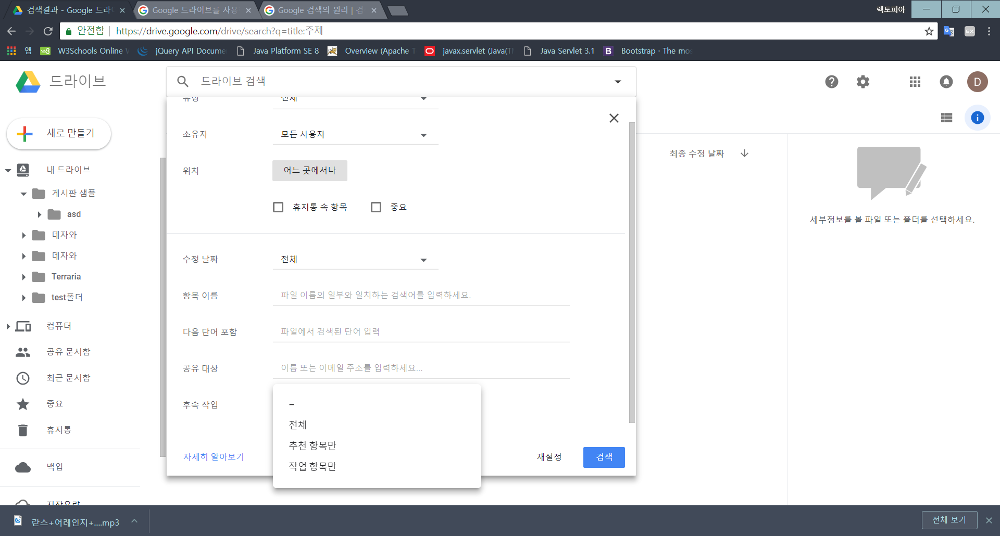 검색결과 - Google 드라이
Google 드라이브를 사용
Google 검색의 원리 | 검
렉토피아
안전함
https://drive.google.com/drive/search?q=title:주제
앱
W3Schools Online
jQuery API Docume
Java Platform SE 8
Overview (Apache T
javax.servlet (Java(T
Java Servlet 3.1
Bootstrap · The mos
드라이브
드라이브 검색
D
새로 만들기
내 드라이브
게시판 샘플
asd
데자와
데자와
Terraria
test폴더
컴퓨터
공유 문서함
최근 문서함
중요
휴지통
백업
저장용량
유형
전체
소유자
모든 사용자
위치
어느 곳에서나
휴지통 속 항목
중요
수정 날짜
전체
항목 이름
파일 이름의 일부와 일치하는 검색어를 입력하세요.
다음 단어 포함
파일에서 검색된 단어 입력
공유 대상
이름 또는 이메일 주소를 입력하세요...
후속 작업
–
전체
추천 항목만
작업 항목만
자세히 알아보기
재설정
검색
최종 수정 날짜
세부정보를 볼 파일 또는 폴더를 선택하세요.
란스+어레인지+....mp3
전체 보기